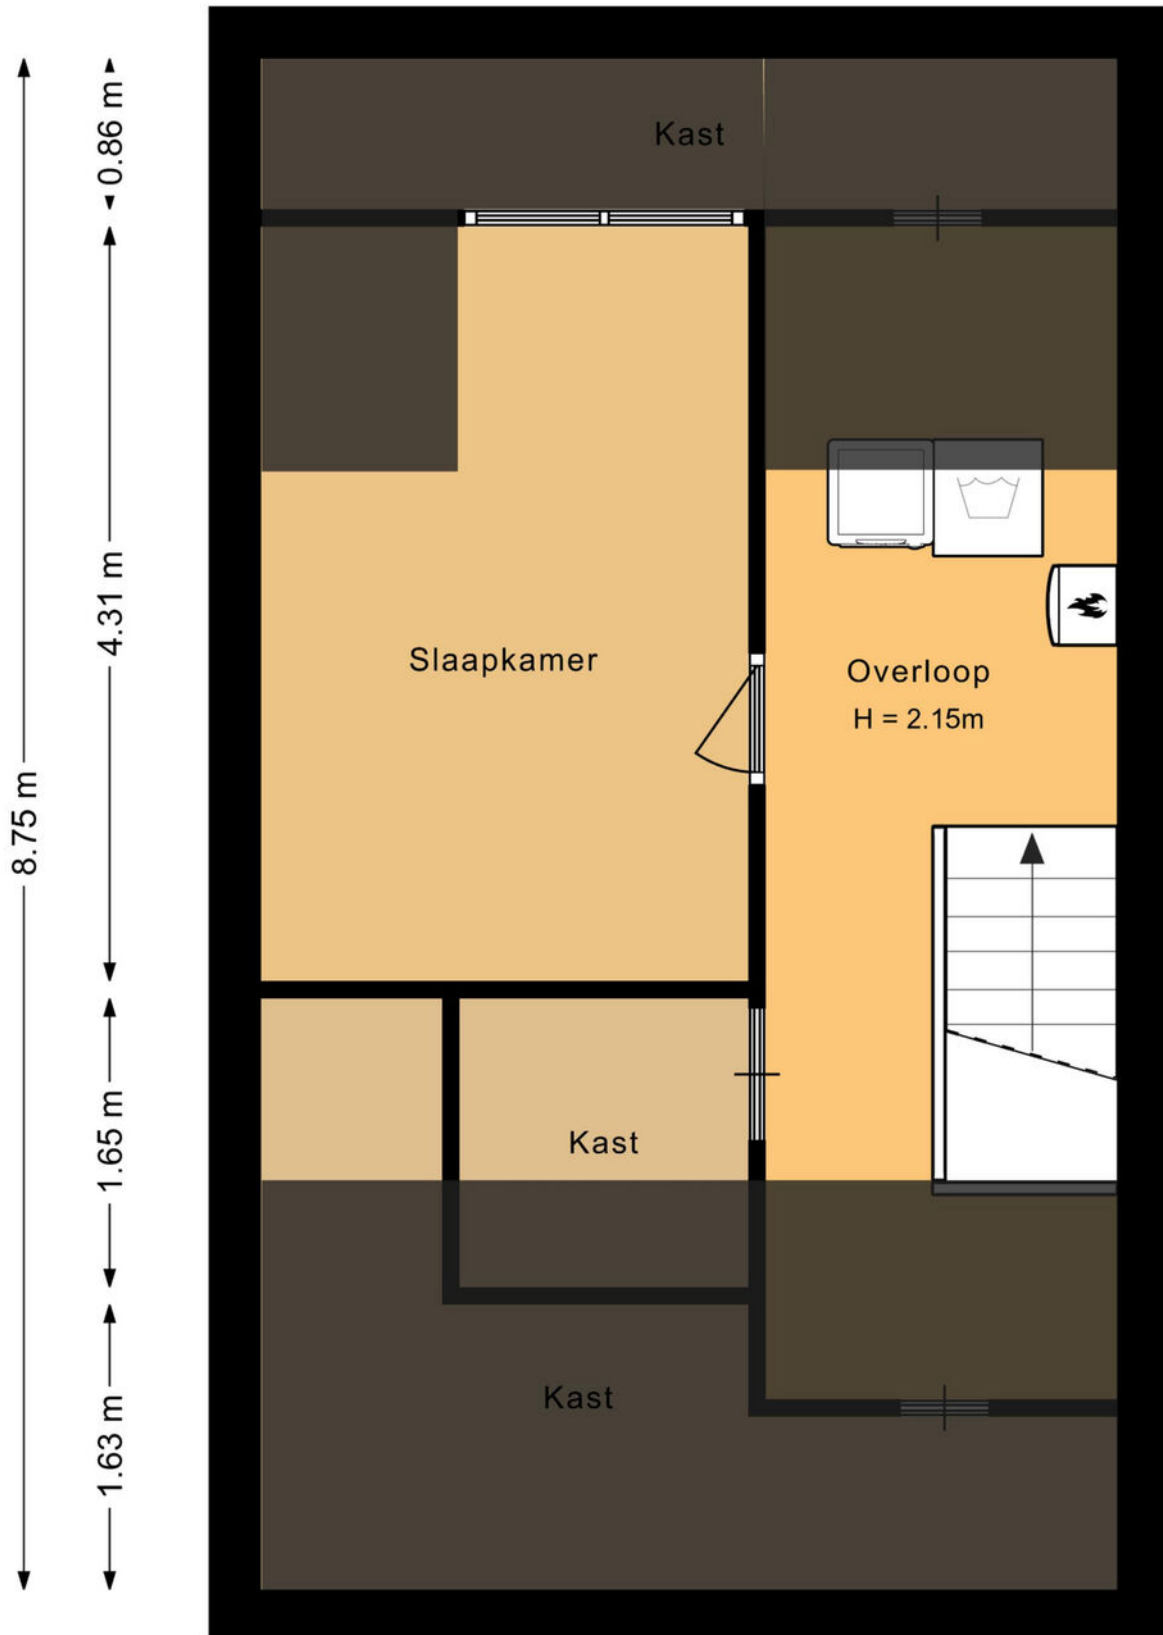 0.86 m
Kast
4.31 m
Slaapkamer
Overloop
H = 2.15m
8.75 m
1.65 m
Kast
1.63 m
Kast